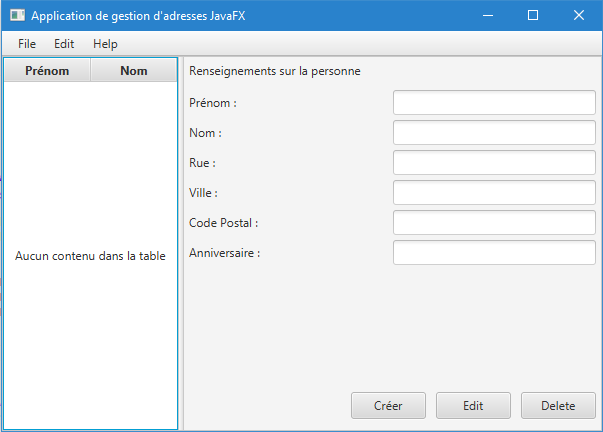 Application de gestion d'adresses JavaFX
File Edit Help
Prénom Nom
Aucun contenu dans la table
Renseignements sur la personne
Prénom :
Nom :
Rue :
Ville :
Code Postal :
Anniversaire :
Créer Edit Delete